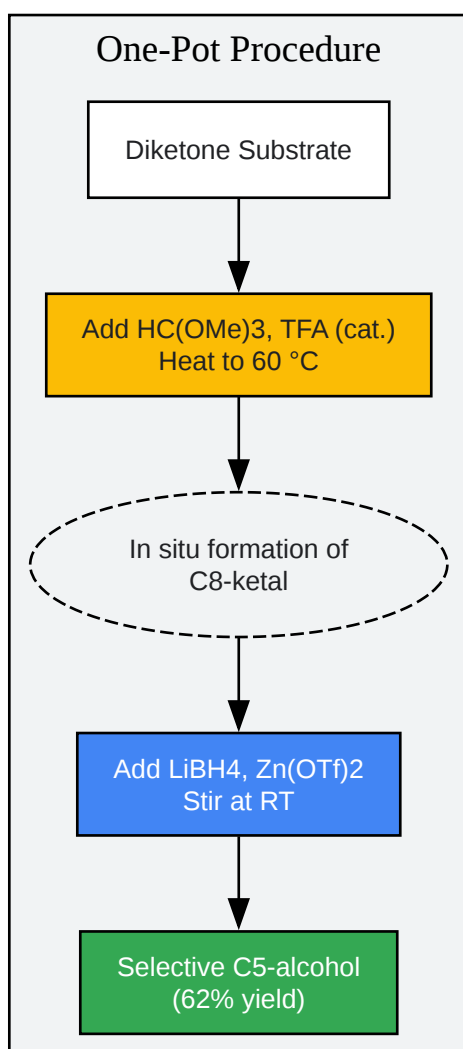 One-Pot Procedure
Diketone Substrate
Add HC(OMe)3, TFA (cat.)
Heat to 60 °C
In situ formation of
C8-ketal
Add LiBH4, Zn(OTf)2
Stir at RT
Selective C5-alcohol
(62% yield)